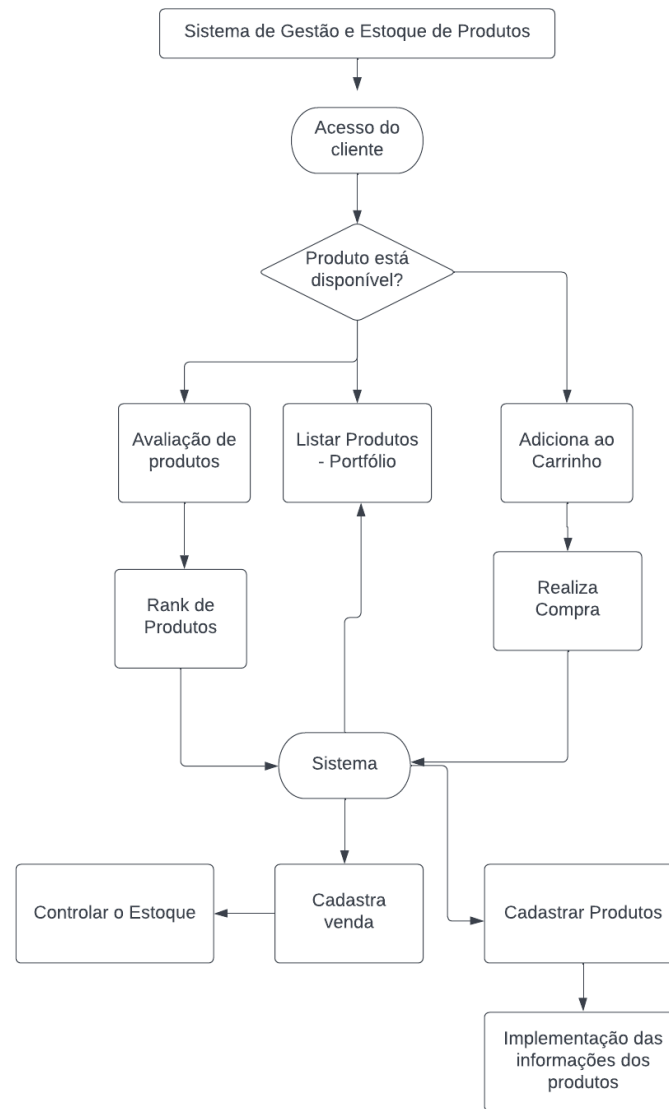 Sistema de Gestão e Estoque de Produtos
Acesso do
cliente
Produto está
disponível?
Avaliação de
produtos
Listar Produtos
- Portfólio
Adiciona ao
Carrinho
Rank de
Produtos
Realiza
Compra
Sistema
Controlar o Estoque
Cadastra
venda
Cadastrar Produtos
Implementação das
informações dos
produtos